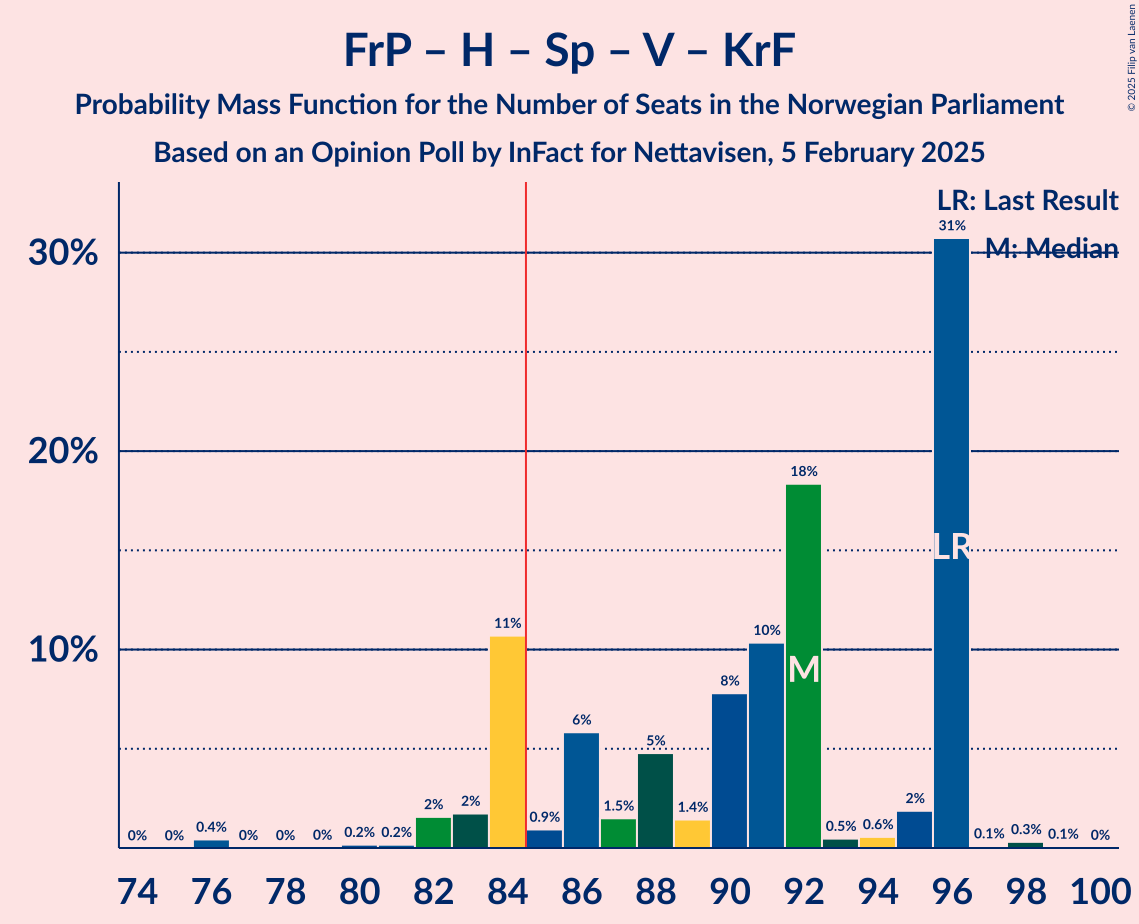 FrP – H – Sp – V – KrF
Probability Mass Function for the Number of Seats in the Norwegian Parliament
Based on an Opinion Poll by InFact for Nettavisen, 5 February 2025
© 2025 Filip van Laenen
LR: Last Result
M: Median
30%
20%
10%
0% 0% 0.4% 0% 0% 0% 0.2% 0.2% 2% 2% 11% 0.9% 6% 1.5% 5% 1.4% 8% 10% 18% 0.5% 0.6% 2% 31% 0.1% 0.3% 0.1% 0%
LR
M
74 76 78 80 82 84 86 88 90 92 94 96 98 100